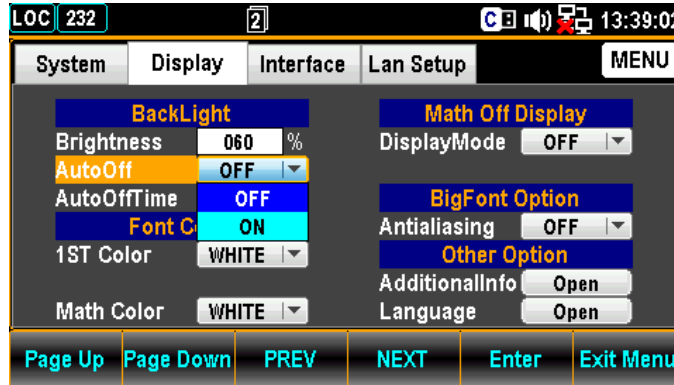 LOC 232 2 C 13:39:02
System Display Interface Lan Setup MENU
BackLight
Brightness 060 %
AutoOff OFF
AutoOffTime OFF
ON
Font C
1ST Color WHITE
Math Color WHITE
Math Off Display
DisplayMode OFF
BigFont Option
Antialiasing OFF
Other Option
AdditionalInfo Open
Language Open
Page Up Page Down PREV NEXT Enter Exit Menu